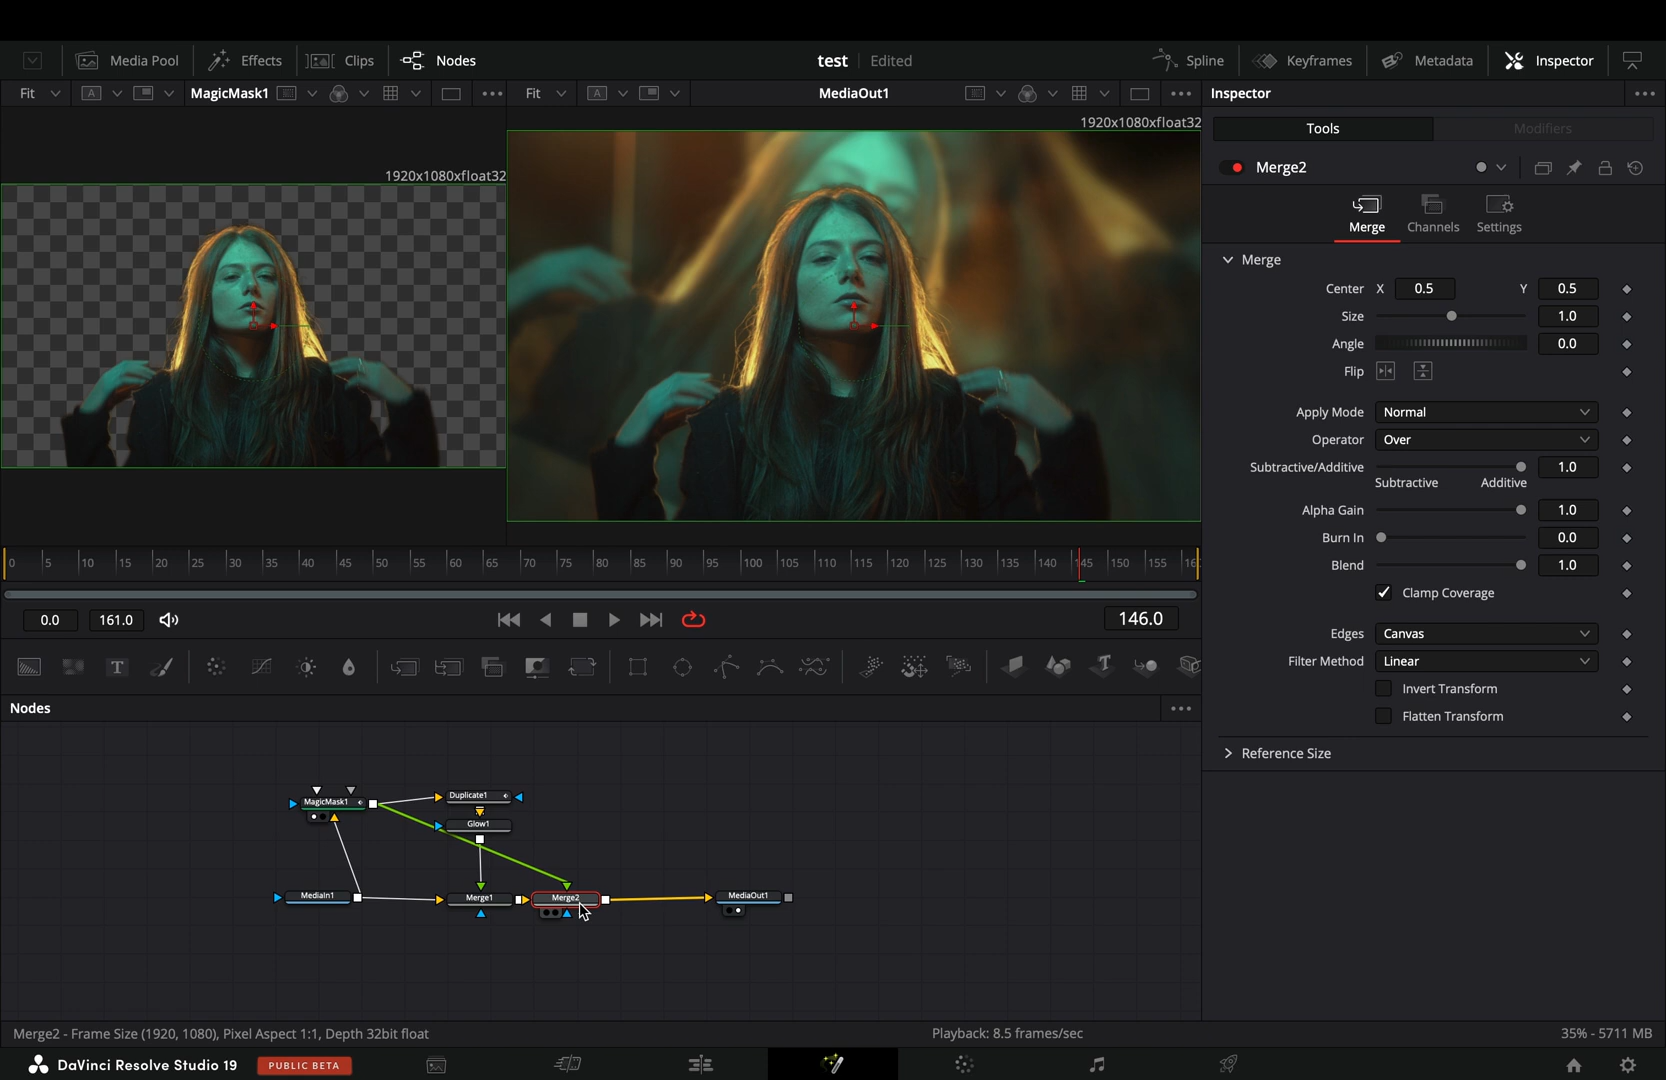 Media Pool Effects Clips Nodes test Edited Spline Keyframes Metadata Inspector
Fit A MagicMask1 Fit A MediaOut1 Inspector
1920x1080xfloat32
1920x1080xfloat32
Tools Modifiers
Merge2
Merge Channels Settings
Merge
Center X 0.5 Y 0.5
Size 1.0
Angle 0.0
Flip
Apply Mode Normal
Operator Over
Subtractive/Additive 1.0
Subtractive Additive
Alpha Gain 1.0
Burn In 0.0
Blend 1.0
Clamp Coverage
Edges Canvas
Filter Method Linear
Invert Transform
Flatten Transform
Reference Size
0 5 10 15 20 25 30 35 40 45 50 55 60 65 70 75 80 85 90 95 100 105 110 115 120 125 130 135 140 145 150 155 16
0.0 161.0 146.0
T T
Nodes
MagicMask1 Duplicate1
Glow1
MediaIn1 Merge1 Merge2 MediaOut1
Merge2 - Frame Size (1920, 1080), Pixel Aspect 1:1, Depth 32bit float Playback: 8.5 frames/sec 35% - 5711 MB
DaVinci Resolve Studio 19 PUBLIC BETA